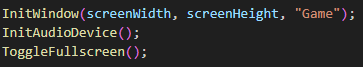 InitWindow(screenWidth, screenHeight, "Game");
InitAudioDevice();
ToggleFullscreen();